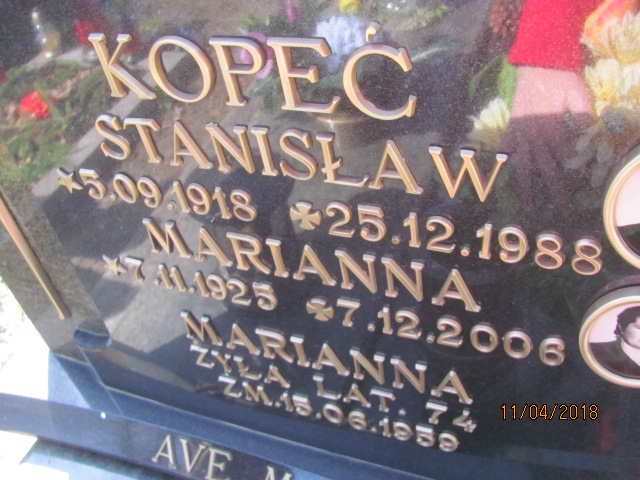 KOPEĆ
STANISŁAW
★5.09.1918 ✠25.12.1988
MARIANNA
★7.11.1925 ✠7.12.2006
MARIANNA
ŻYŁA LAT. 74
ZM.15.06.1959
AVE
11/04/2018